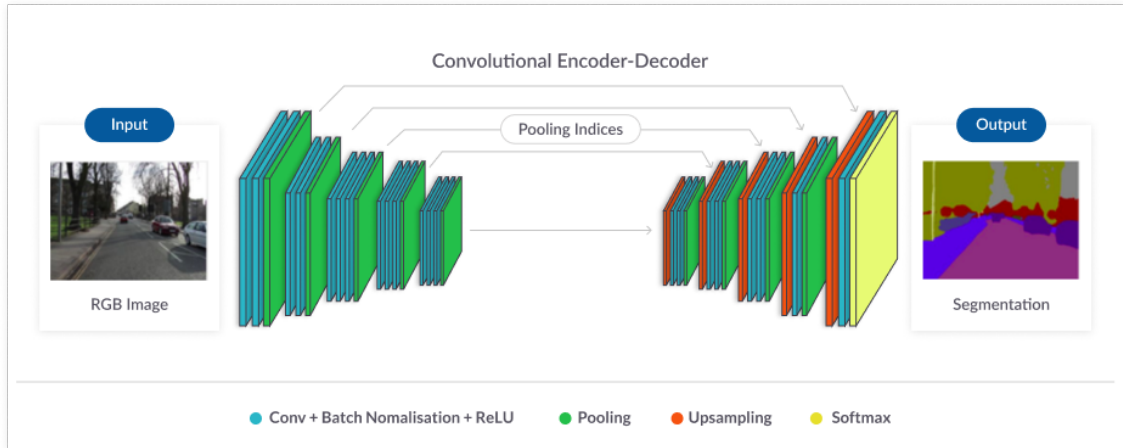 Convolutional Encoder-Decoder
Input
Pooling Indices
Output
RGB Image
Segmentation
Conv + Batch Nomalisation + ReLU
Pooling
Upsampling
Softmax